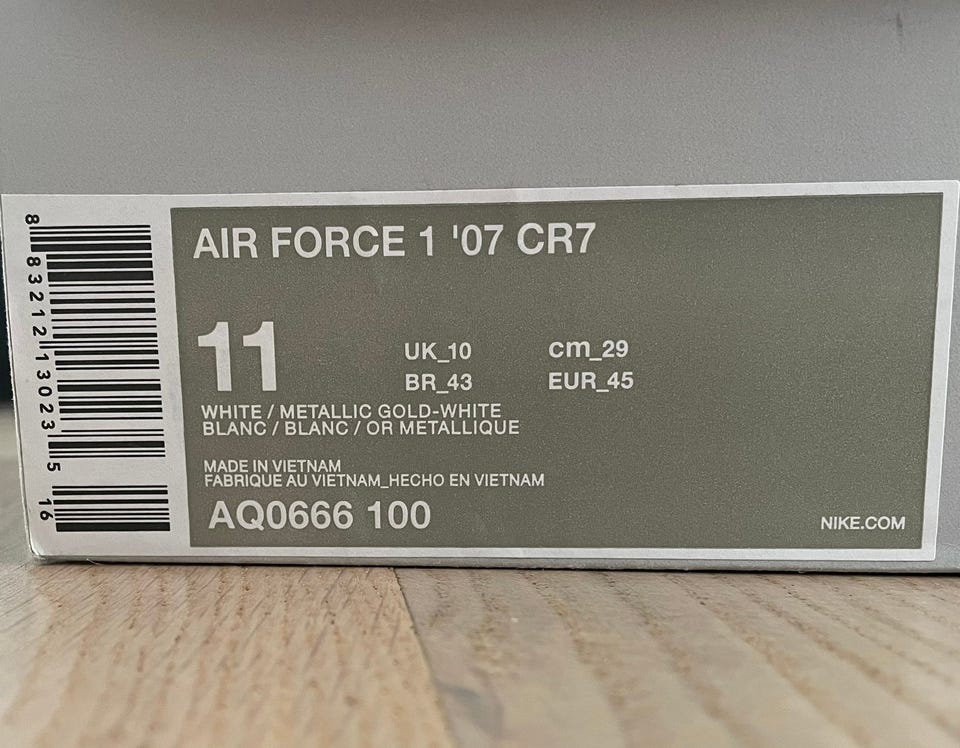 AIR FORCE 1 '07 CR7
11
UK_10 cm_29
BR_43 EUR_45
WHITE / METALLIC GOLD-WHITE
BLANC / BLANC / OR METALLIQUE
MADE IN VIETNAM
FABRIQUE AU VIETNAM_HECHO EN VIETNAM
AQ0666 100
NIKE.COM
8 83212 13023 5 16